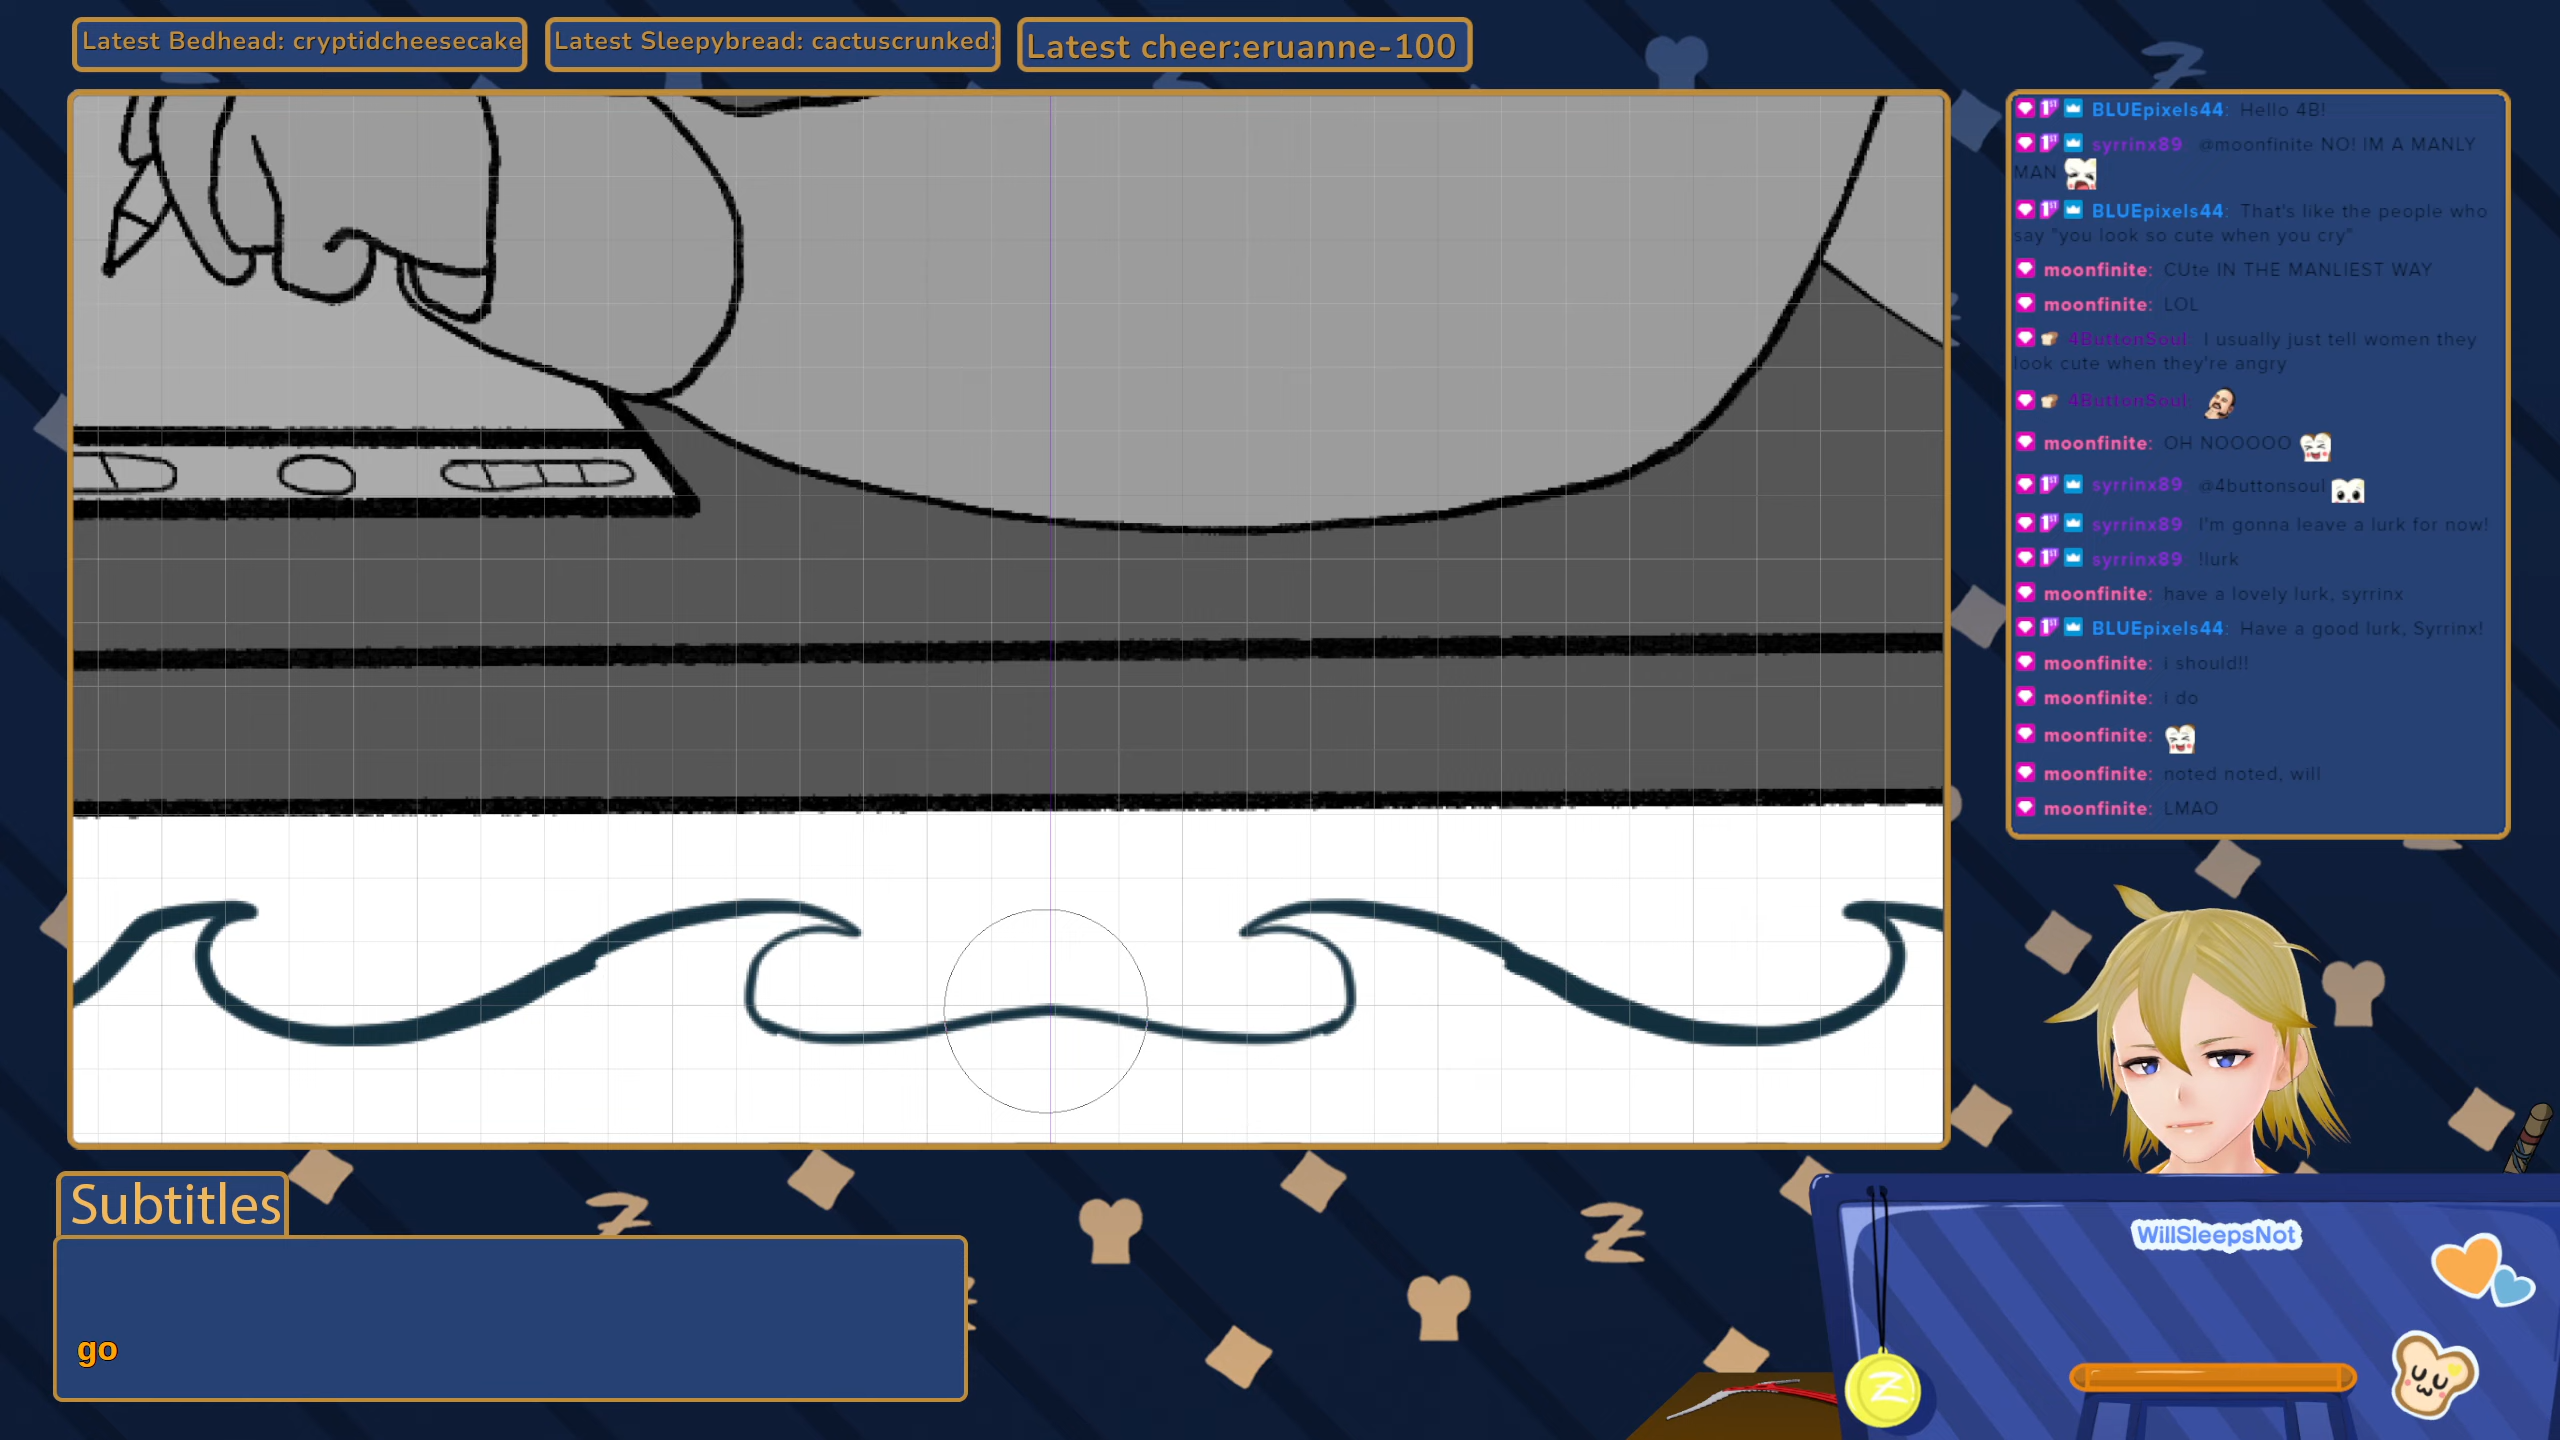 Latest Bedhead: cryptidcheesecake
Latest Sleepybread: cactuscrunked:
Latest cheer:eruanne-100
BLUEpixels44: Hello 4B!
syrrinx89 @moonfinite NO! IM A MANLY
MAN
BLUEpixels44: That's like the people who
say "you look so cute when you cry"
moonfinite: CUte IN THE MANLIEST WAY
moonfinite: LOL
4ButtonSoul: I usually just tell women they
look cute when they're angry
4ButtonSoul:
moonfinite: OH NOOOOO
syrrinx89 @4buttonsoul
syrrinx89 I'm gonna leave a lurk for now!
syrrinx89 !lurk
moonfinite: have a lovely lurk, syrrinx
BLUEpixels44: Have a good lurk, Syrrinx!
moonfinite: i should!!
moonfinite: i do
moonfinite:
moonfinite: noted noted, will
moonfinite: LMAO
Subtitles
go
WillSleepsNot
Z